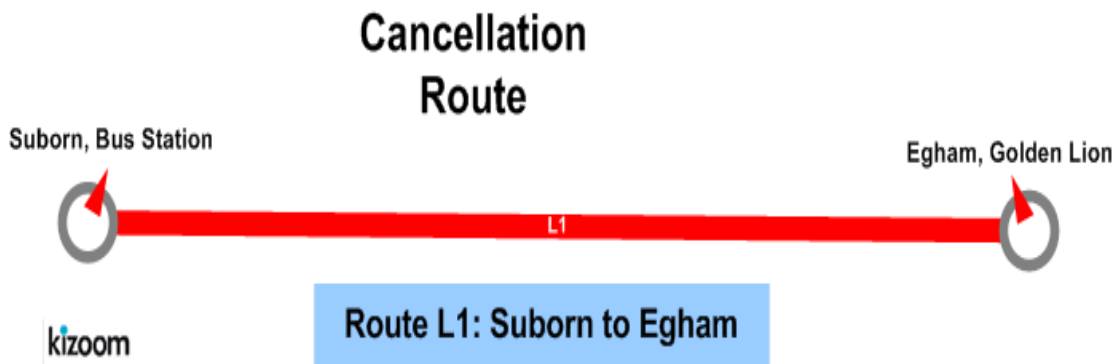 Cancellation
Route
Suborn, Bus Station
Egham, Golden Lion
L1
Route L1: Suborn to Egham
kizoom